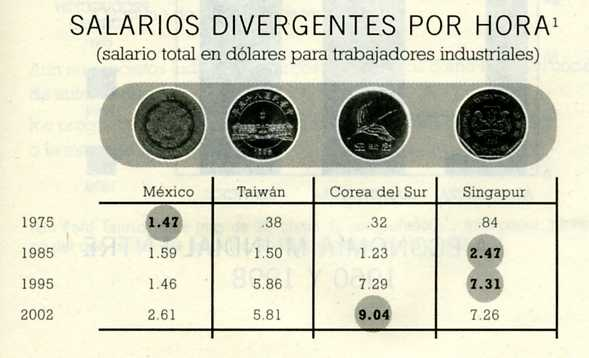 SALARIOS DIVERGENTES POR HORA¹
(salario total en dólares para trabajadores industriales)
México Taiwán Corea del Sur Singapur
1975 1.47 .38 .32 .84
1985 1.59 1.50 1.23 2.47
1995 1.46 5.86 7.29 7.31
2002 2.61 5.81 9.04 7.26